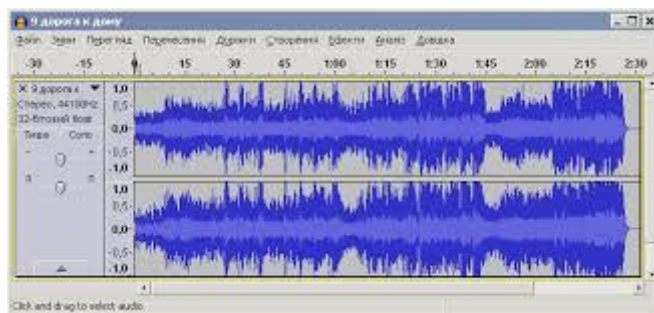 9 дорога к дому
Файл Зміни Перегляд Перемісники Доріжки Створення Ефекти Аналіз Довідка
-30 -15 0 15 30 45 1:00 1:15 1:30 1:45 2:00 2:15 2:30
9 дорога к
Стерео, 44100Hz
32-бітовий float
Тиша Соло
- +
Л П
1,0
0,5
0,0
-0,5
-1,0
1,0
0,5
0,0
-0,5
-1,0
Click and drag to select audio